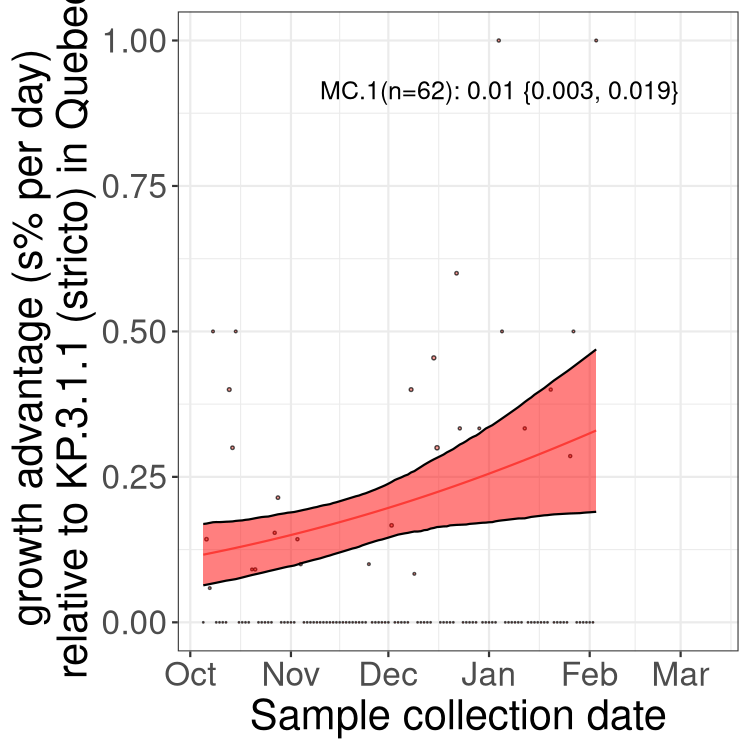 growth advantage (s% per day)
relative to KP.3.1.1 (stricto) in Quebec
1.00
0.75
0.50
0.25
0.00
MC.1(n=62): 0.01 {0.003, 0.019}
Oct Nov Dec Jan Feb Mar
Sample collection date